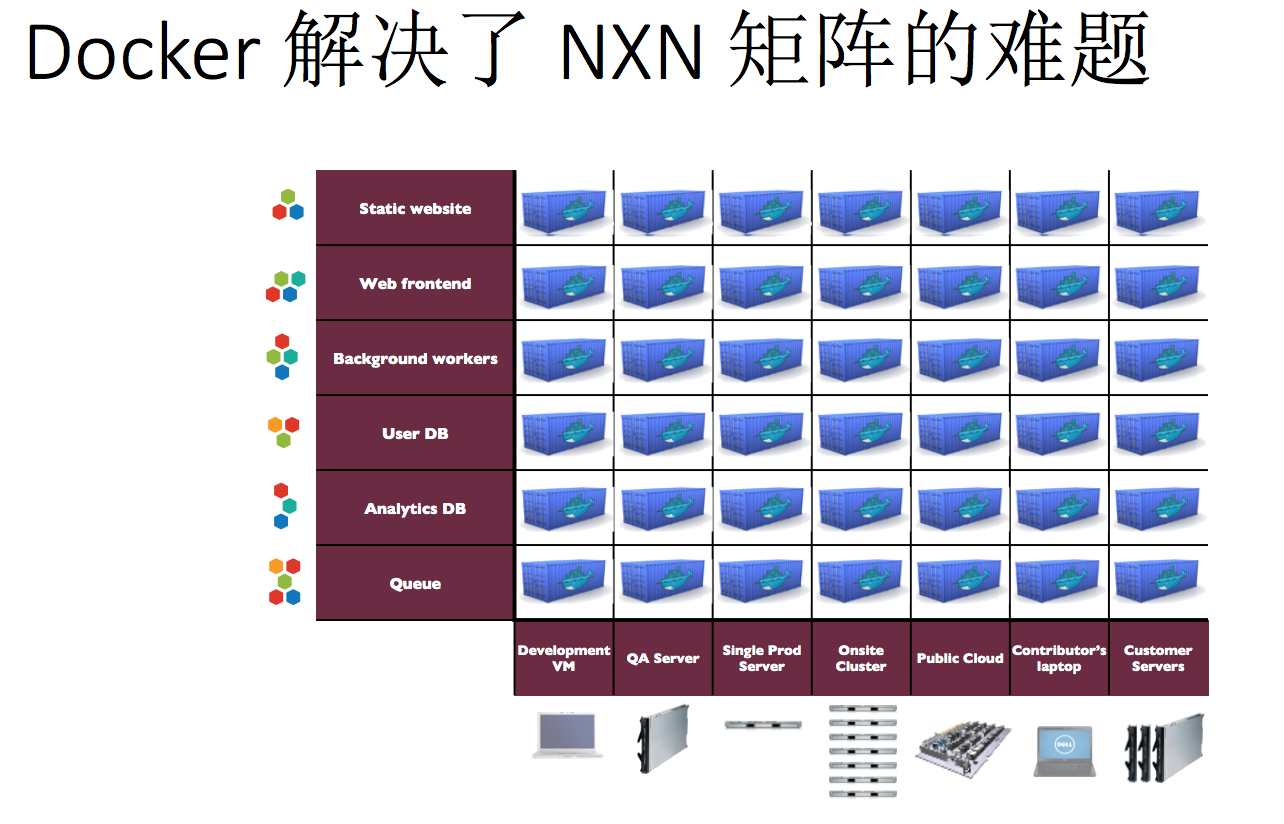 Docker 解决了 NXN 矩阵的难题
Static website
Web frontend
Background workers
User DB
Analytics DB
Queue
Development
VM
QA Server
Single Prod
Server
Onsite
Cluster
Public Cloud
Contributor's
laptop
Customer
Servers
DELL